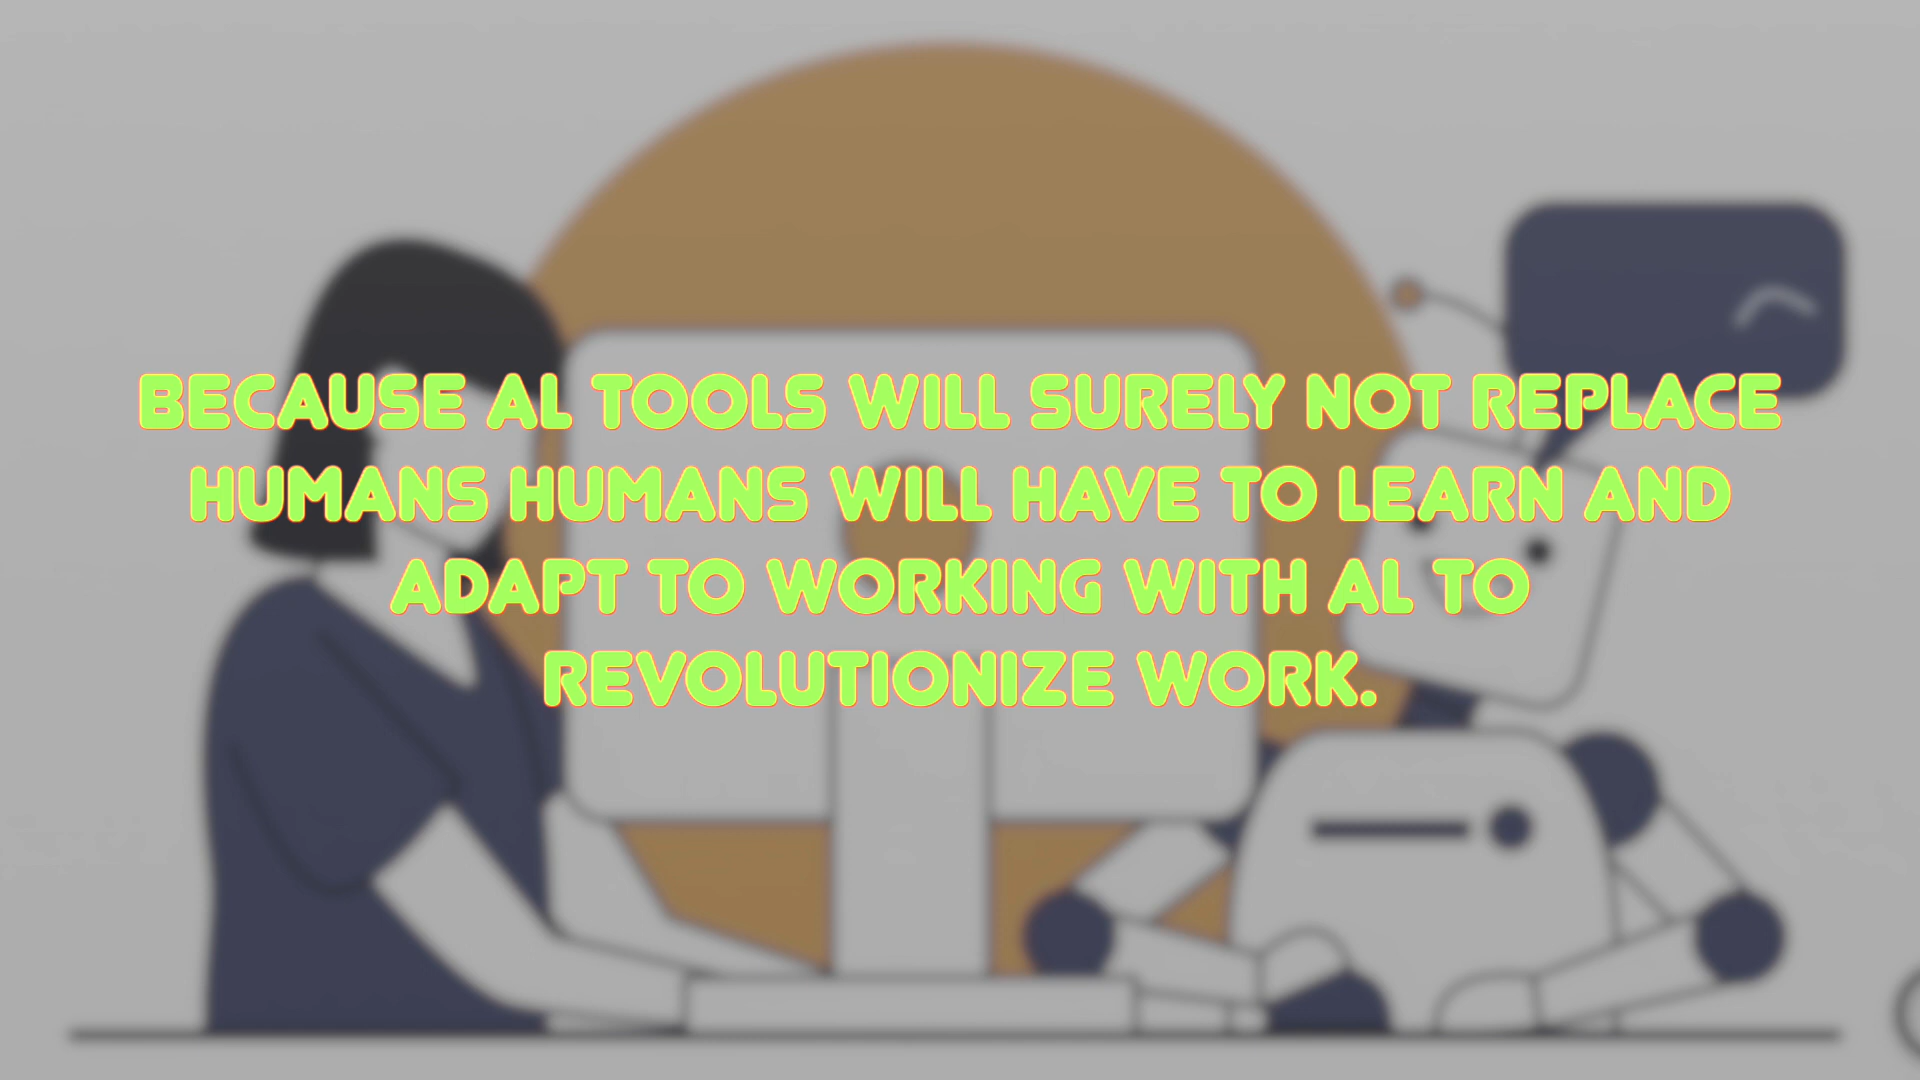 BECAUSE AL TOOLS WILL SURELY NOT REPLACE
HUMANS HUMANS WILL HAVE TO LEARN AND
ADAPT TO WORKING WITH AL TO
REVOLUTIONIZE WORK.